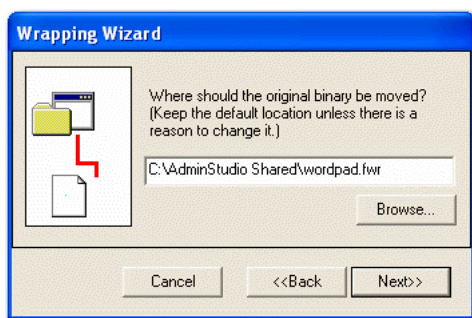 Wrapping Wizard
Where should the original binary be moved?
(Keep the default location unless there is a
reason to change it.)
C:\AdminStudio Shared\wordpad.fwr
Browse...
Cancel
<<Back
Next>>